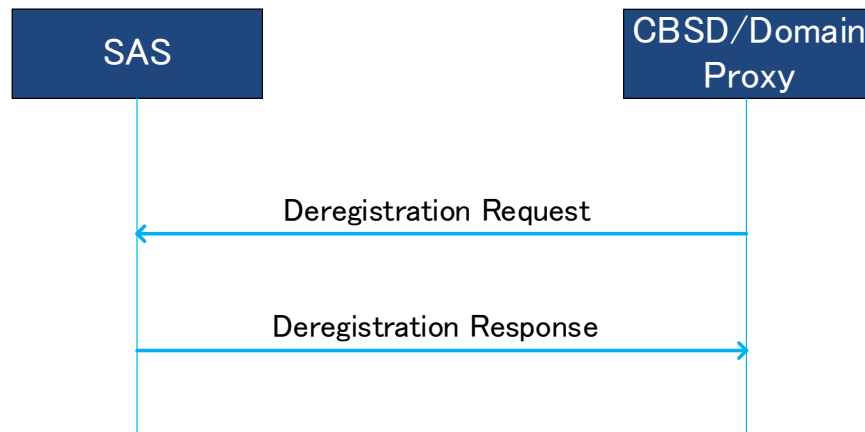 SAS
CBSD/Domain
Proxy
Deregistration Request
Deregistration Response